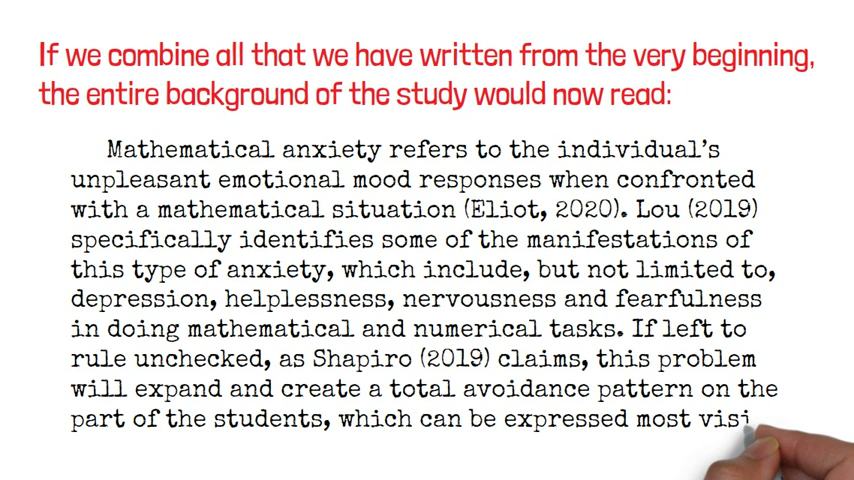 If we combine all that we have written from the very beginning,
the entire background of the study would now read:
Mathematical anxiety refers to the individual's
unpleasant emotional mood responses when confronted
with a mathematical situation (Eliot, 2020). Lou (2019)
specifically identifies some of the manifestations of
this type of anxiety, which include, but not limited to,
depression, helplessness, nervousness and fearfulness
in doing mathematical and numerical tasks. If left to
rule unchecked, as Shapiro (2019) claims, this problem
will expand and create a total avoidance pattern on the
part of the students, which can be expressed most visi